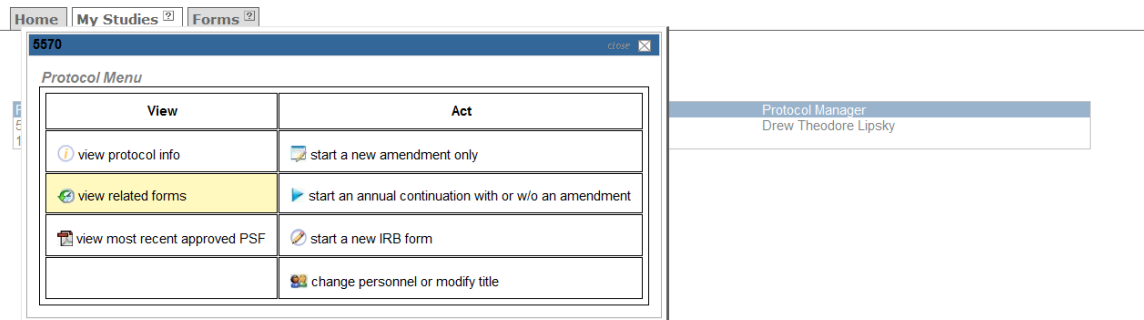 Home My Studies ? Forms ?
5570 close
Protocol Menu
View Act
view protocol info start a new amendment only
view related forms start an annual continuation with or w/o an amendment
view most recent approved PSF start a new IRB form
change personnel or modify title
Protocol Manager
Drew Theodore Lipsky